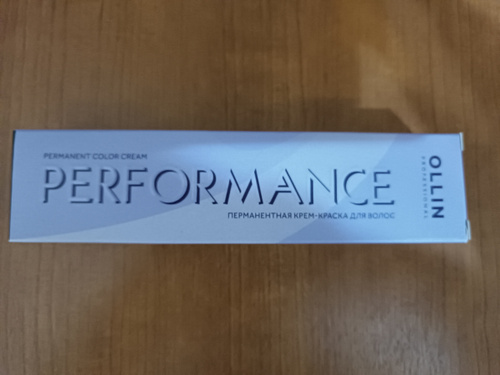 PERMANENT COLOR CREAM
PERFORMANCE
ПЕРМАНЕНТНАЯ КРЕМ-КРАСКА ДЛЯ ВОЛОС
OLLIN
PROFESSIONAL